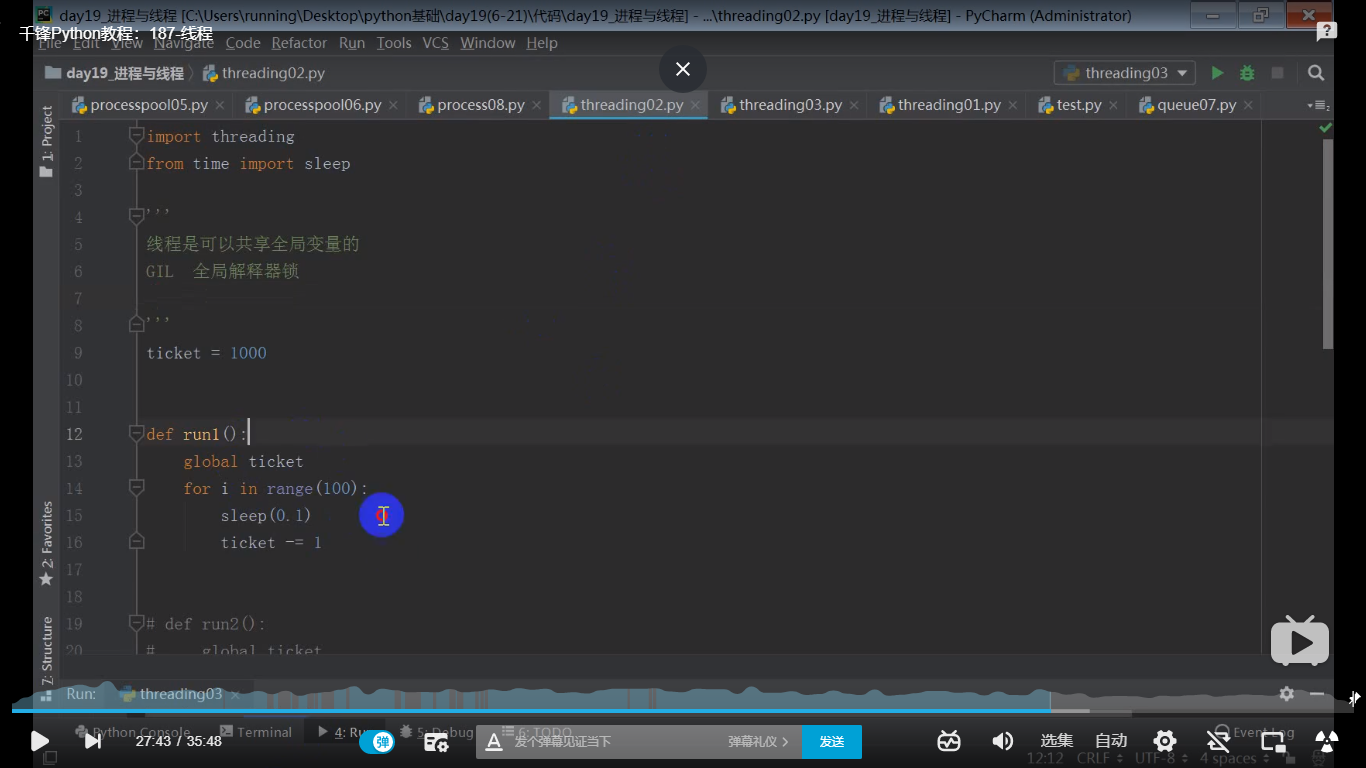 day19_进程与线程 [C:\Users\running\Desktop\python基础\day19(6-21)\代码\day19_进程与线程] - ...\threading02.py [day19_进程与线程] - PyCharm (Administrator)
千锋Python教程：187-线程
File Edit View Navigate Code Refactor Run Tools VCS Window Help
day19_进程与线程 threading02.py threading03
processpool05.py processpool06.py process08.py threading02.py threading03.py threading01.py test.py queue07.py
1: Project
1 import threading
2 from time import sleep
3
4 '''
5 线程是可以共享全局变量的
6 GIL 全局解释器锁
7
8 '''
9 ticket = 1000
10
11
12 def run1():
13 global ticket
14 for i in range(100):
15 sleep(0.1)
16 ticket -= 1
17
18
19 # def run2():
20 # global ticket
2: Favorites
7: Structure
Run: threading03
Python Console Terminal 4: Run 5: Debug 6: TODO Event Log
27:43 / 35:48 弹 发个弹幕见证当下 弹幕礼仪 发送 选集 自动
12:12 CRLF UTF-8 4 spaces